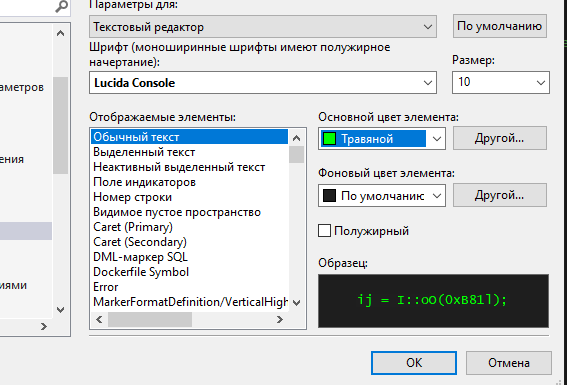 Параметры для:
Текстовый редактор
По умолчанию
Шрифт (моноширинные шрифты имеют полужирное
начертание):
Размер:
Lucida Console
10
аметров
ения
иями
Отображаемые элементы:
Обычный текст
Выделенный текст
Неактивный выделенный текст
Поле индикаторов
Номер строки
Видимое пустое пространство
Caret (Primary)
Caret (Secondary)
DML-маркер SQL
Dockerfile Symbol
Error
MarkerFormatDefinition/VerticalHigh
Основной цвет элемента:
Травяной
Другой...
Фоновый цвет элемента:
По умолчанию
Другой...
Полужирный
Образец:
ij = I::oO(0xB81l);
ОК
Отмена